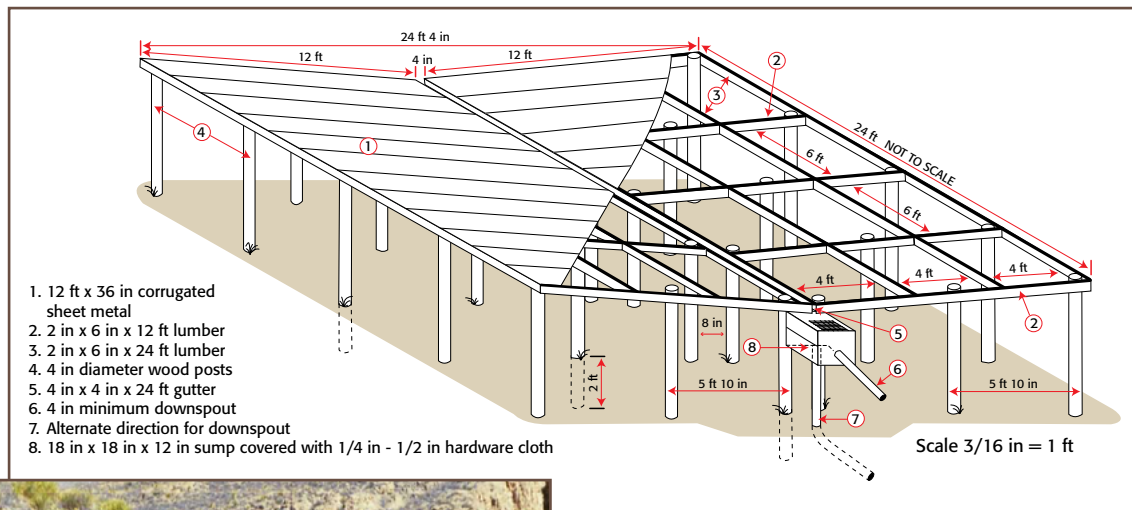 24 ft 4 in
12 ft
4 in
12 ft
2
3
4
1
24 ft NOT TO SCALE
6 ft
6 ft
4 ft
4 ft
4 ft
2
8 in
5
8
6
2 ft
5 ft 10 in
5 ft 10 in
7
1. 12 ft x 36 in corrugated
sheet metal
2. 2 in x 6 in x 12 ft lumber
3. 2 in x 6 in x 24 ft lumber
4. 4 in diameter wood posts
5. 4 in x 4 in x 24 ft gutter
6. 4 in minimum downspout
7. Alternate direction for downspout
8. 18 in x 18 in x 12 in sump covered with 1/4 in - 1/2 in hardware cloth
Scale 3/16 in = 1 ft